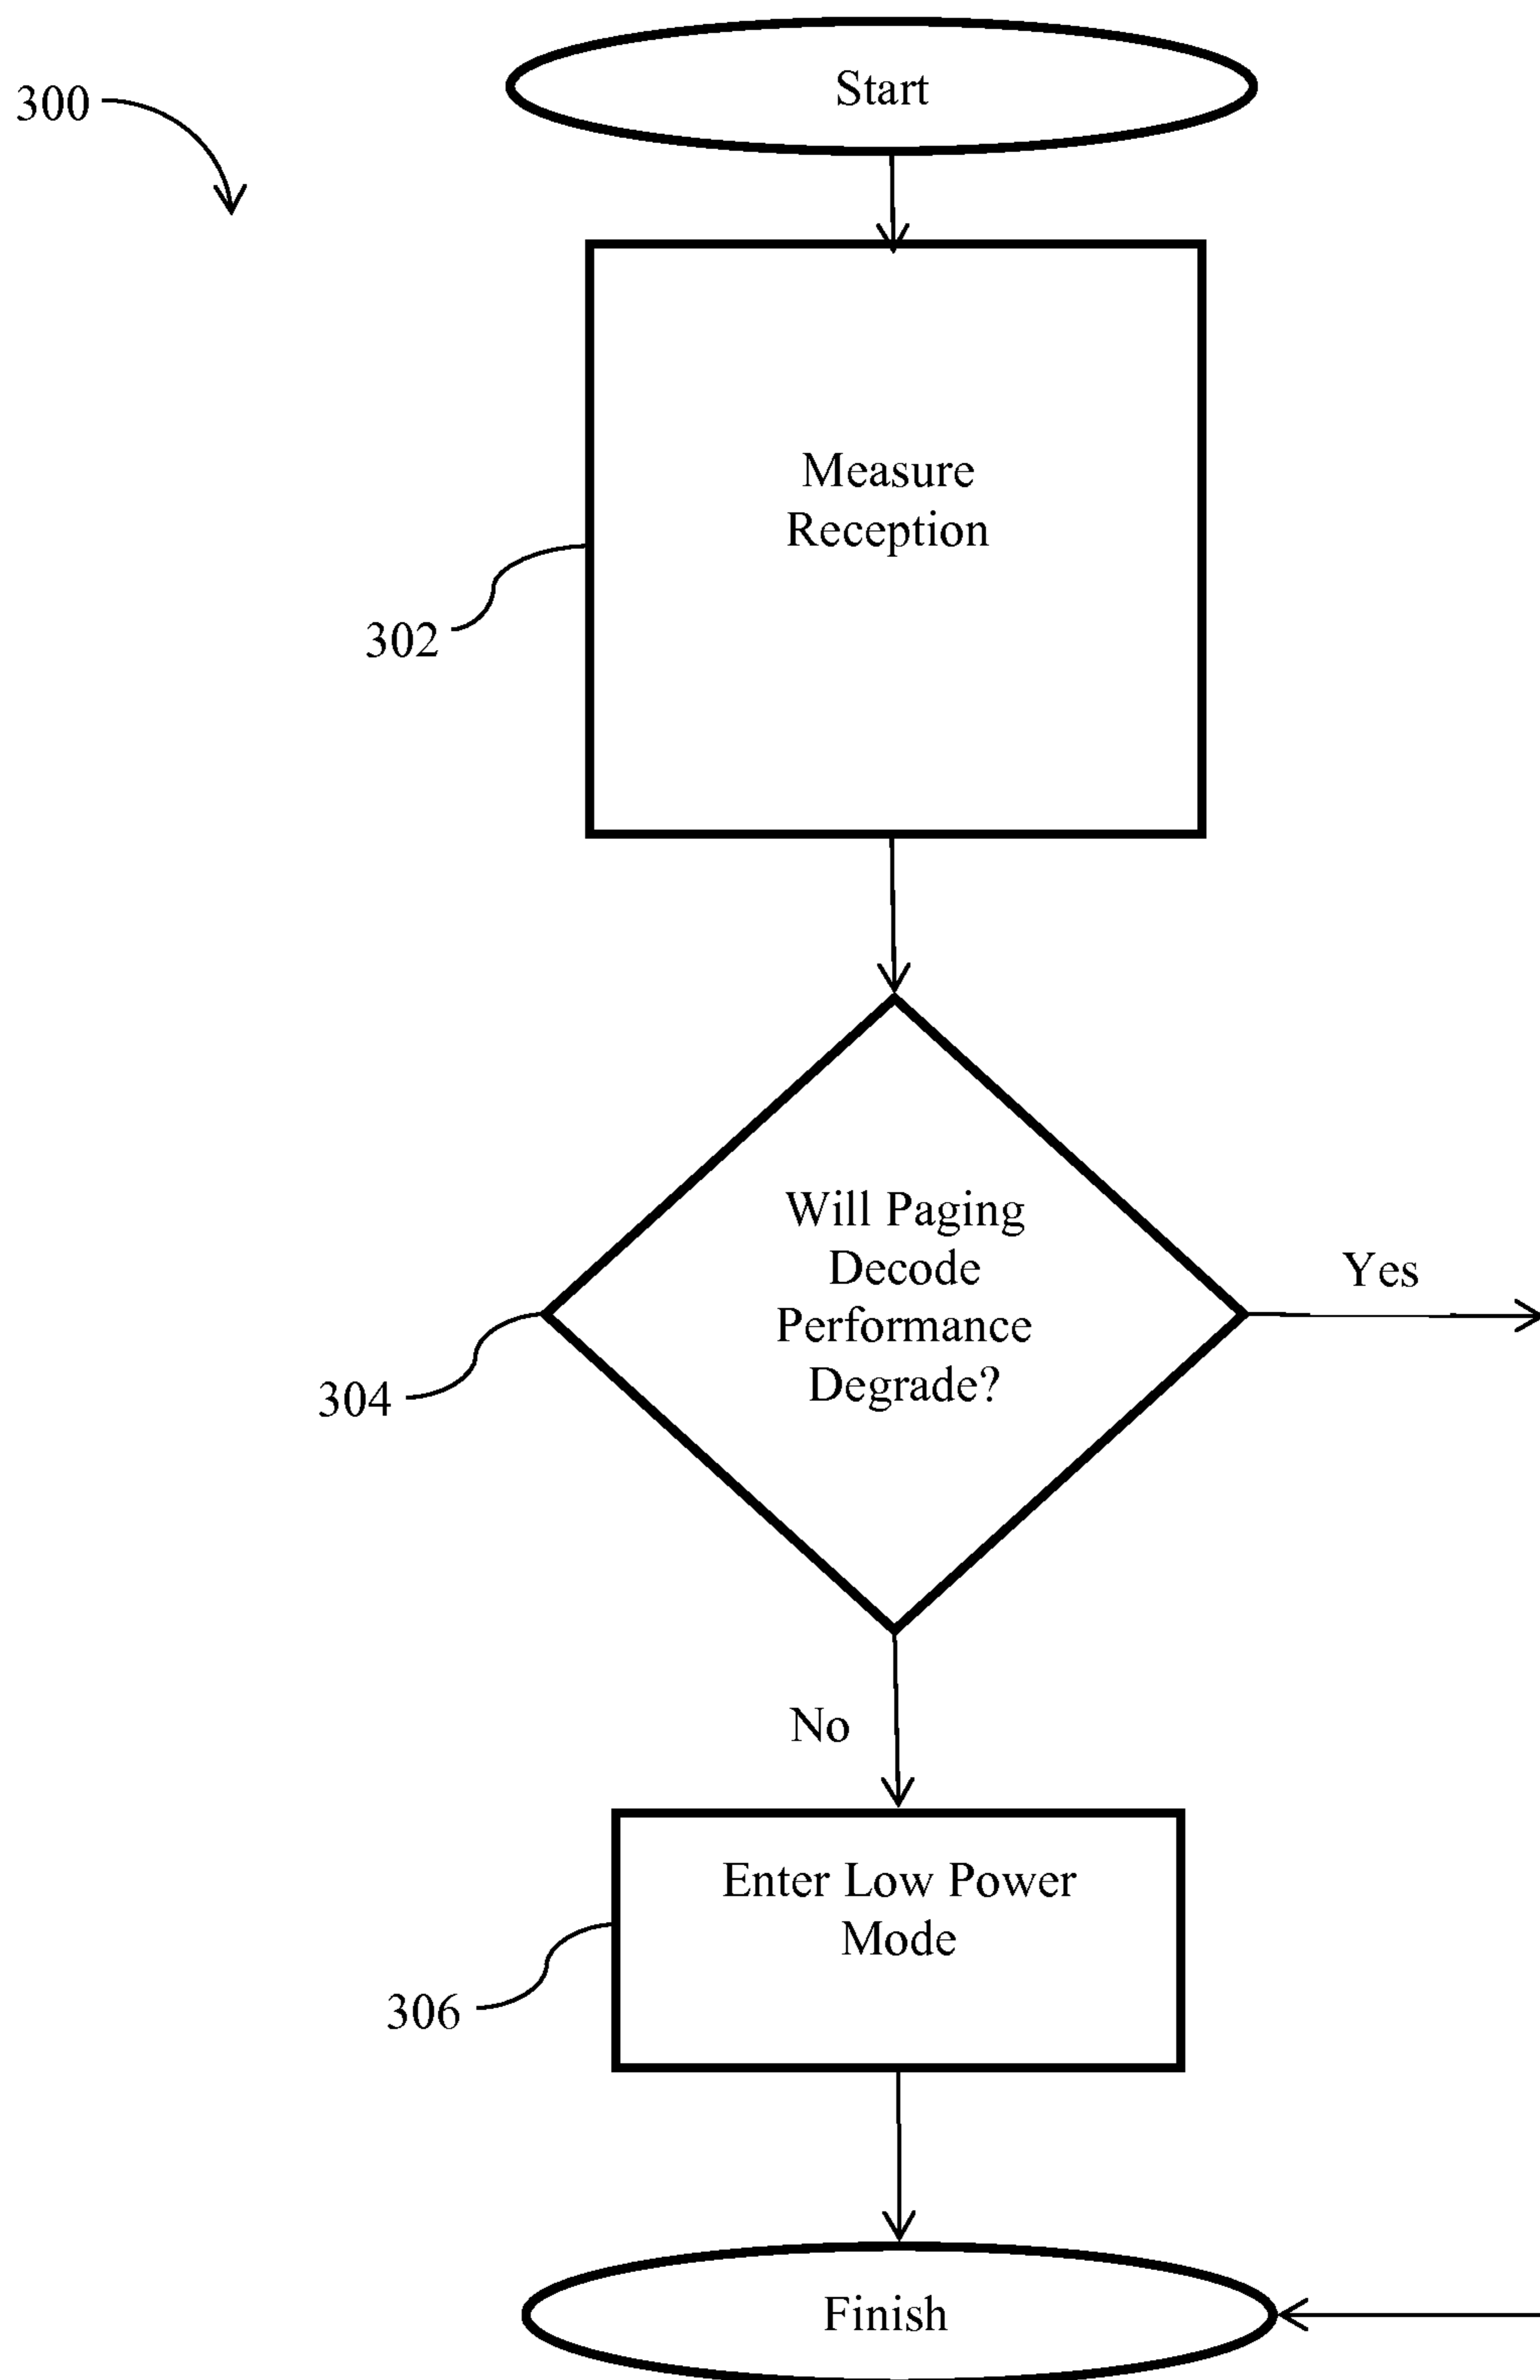 300
Start
Measure
Reception
302
Will Paging
Decode
Performance
Degrade?
Yes
304
No
Enter Low Power
Mode
306
Finish